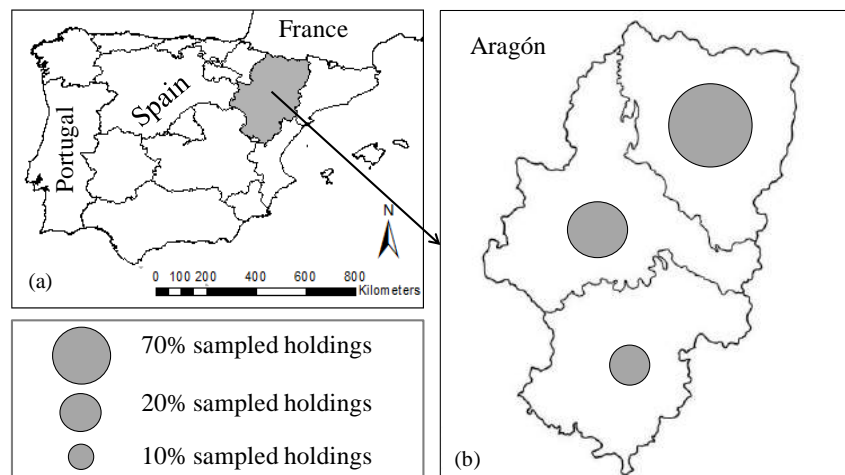 France
Spain
Portugal
N
(a)
0 100 200 400 600 800
Kilometers
70% sampled holdings
20% sampled holdings
10% sampled holdings
Aragón
(b)